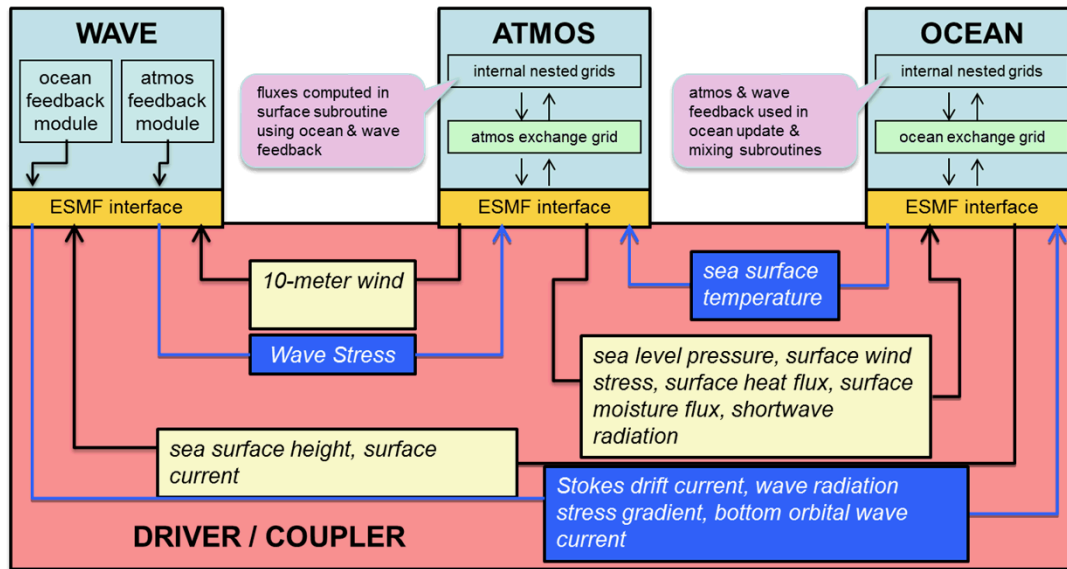 WAVE
ocean
feedback
module
atmos
feedback
module
ESMF interface
fluxes computed in
surface subroutine
using ocean & wave
feedback
ATMOS
internal nested grids
atmos exchange grid
ESMF interface
atmos & wave
feedback used in
ocean update &
mixing subroutines
OCEAN
internal nested grids
ocean exchange grid
ESMF interface
10-meter wind
Wave Stress
sea surface
temperature
sea level pressure, surface wind
stress, surface heat flux, surface
moisture flux, shortwave
radiation
sea surface height, surface
current
Stokes drift current, wave radiation
stress gradient, bottom orbital wave
current
DRIVER / COUPLER